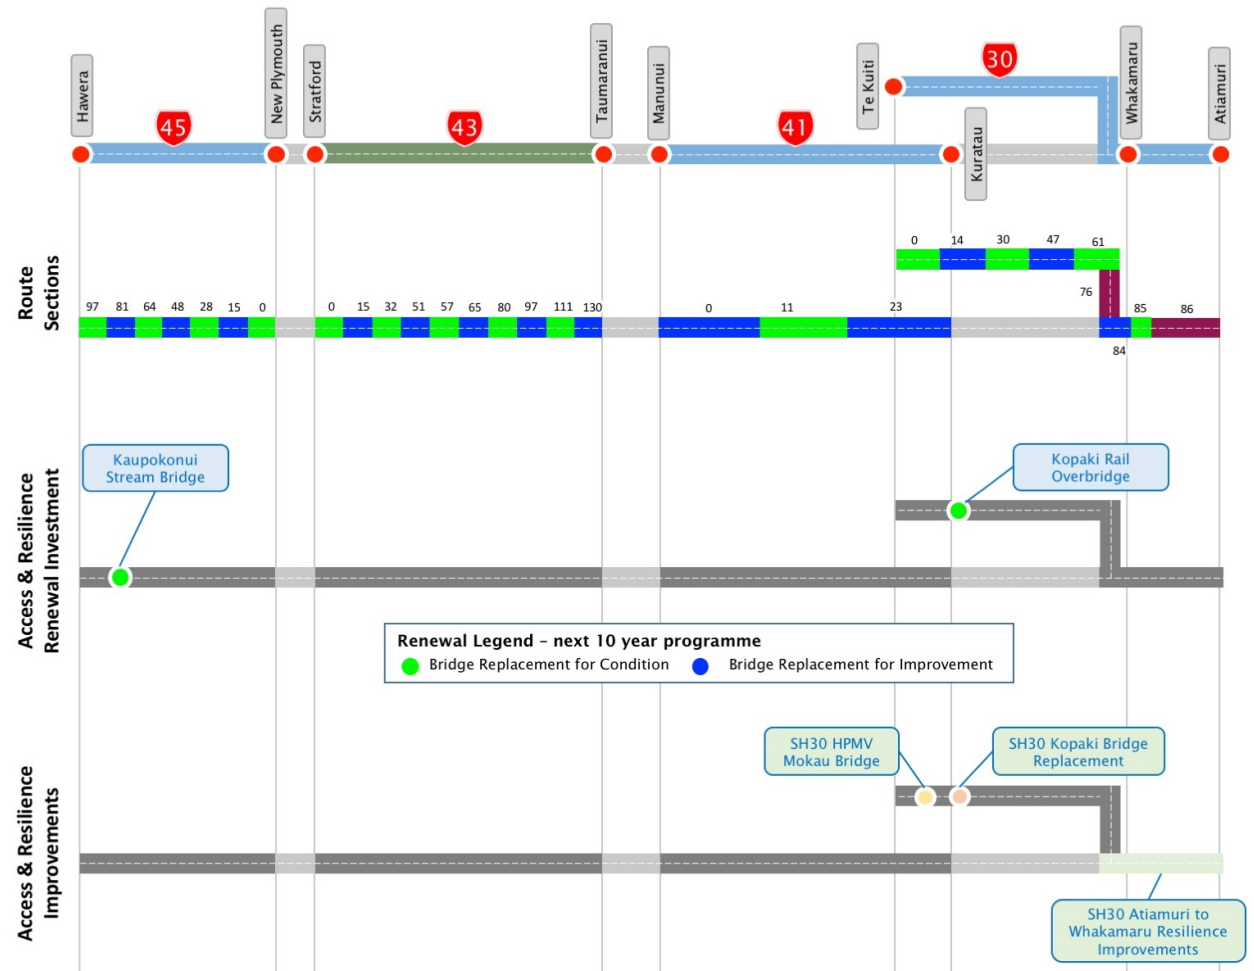 Hawera
New Plymouth
Stratford
Taumaranui
Manunui
Te Kuiti
Kuratau
Whakamaru
Atiamuri
45
43
41
30
Route
Sections
0 14 30 47 61
76
97 81 64 48 28 15 0
0 15 32 51 57 65 80 97 111 130
0 11 23
85 86
84
Access & Resilience
Renewal Investment
Kaupokonui
Stream Bridge
Kopaki Rail
Overbridge
Renewal Legend – next 10 year programme
Bridge Replacement for Condition
Bridge Replacement for Improvement
Access & Resilience
Improvements
SH30 HPMV
Mokau Bridge
SH30 Kopaki Bridge
Replacement
SH30 Atiamuri to
Whakamaru Resilience
Improvements